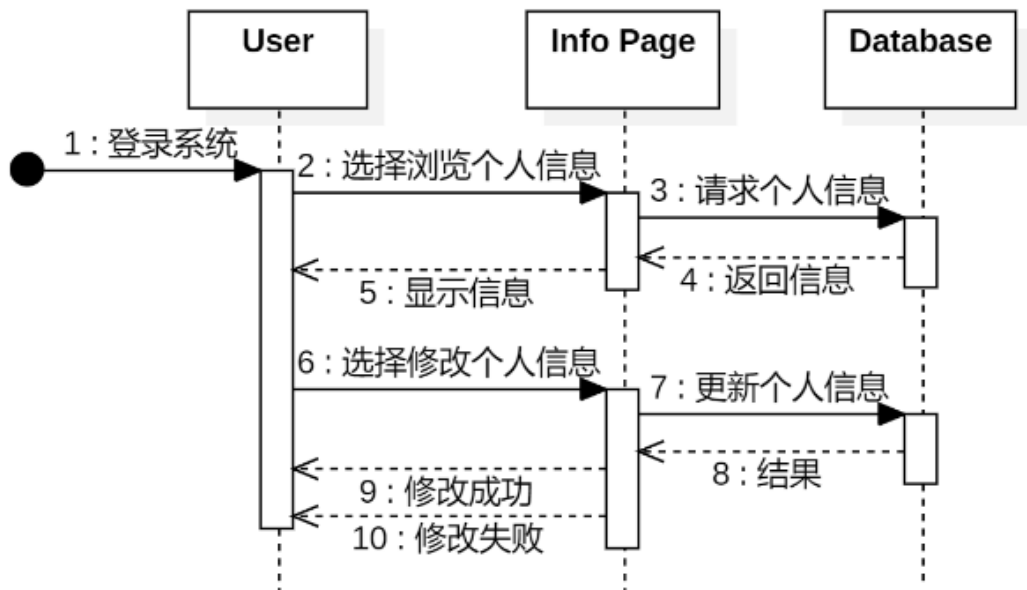 User
Info Page
Database
1 : 登录系统
2 : 选择浏览个人信息
3 : 请求个人信息
4 : 返回信息
5 : 显示信息
6 : 选择修改个人信息
7 : 更新个人信息
8 : 结果
9 : 修改成功
10 : 修改失败